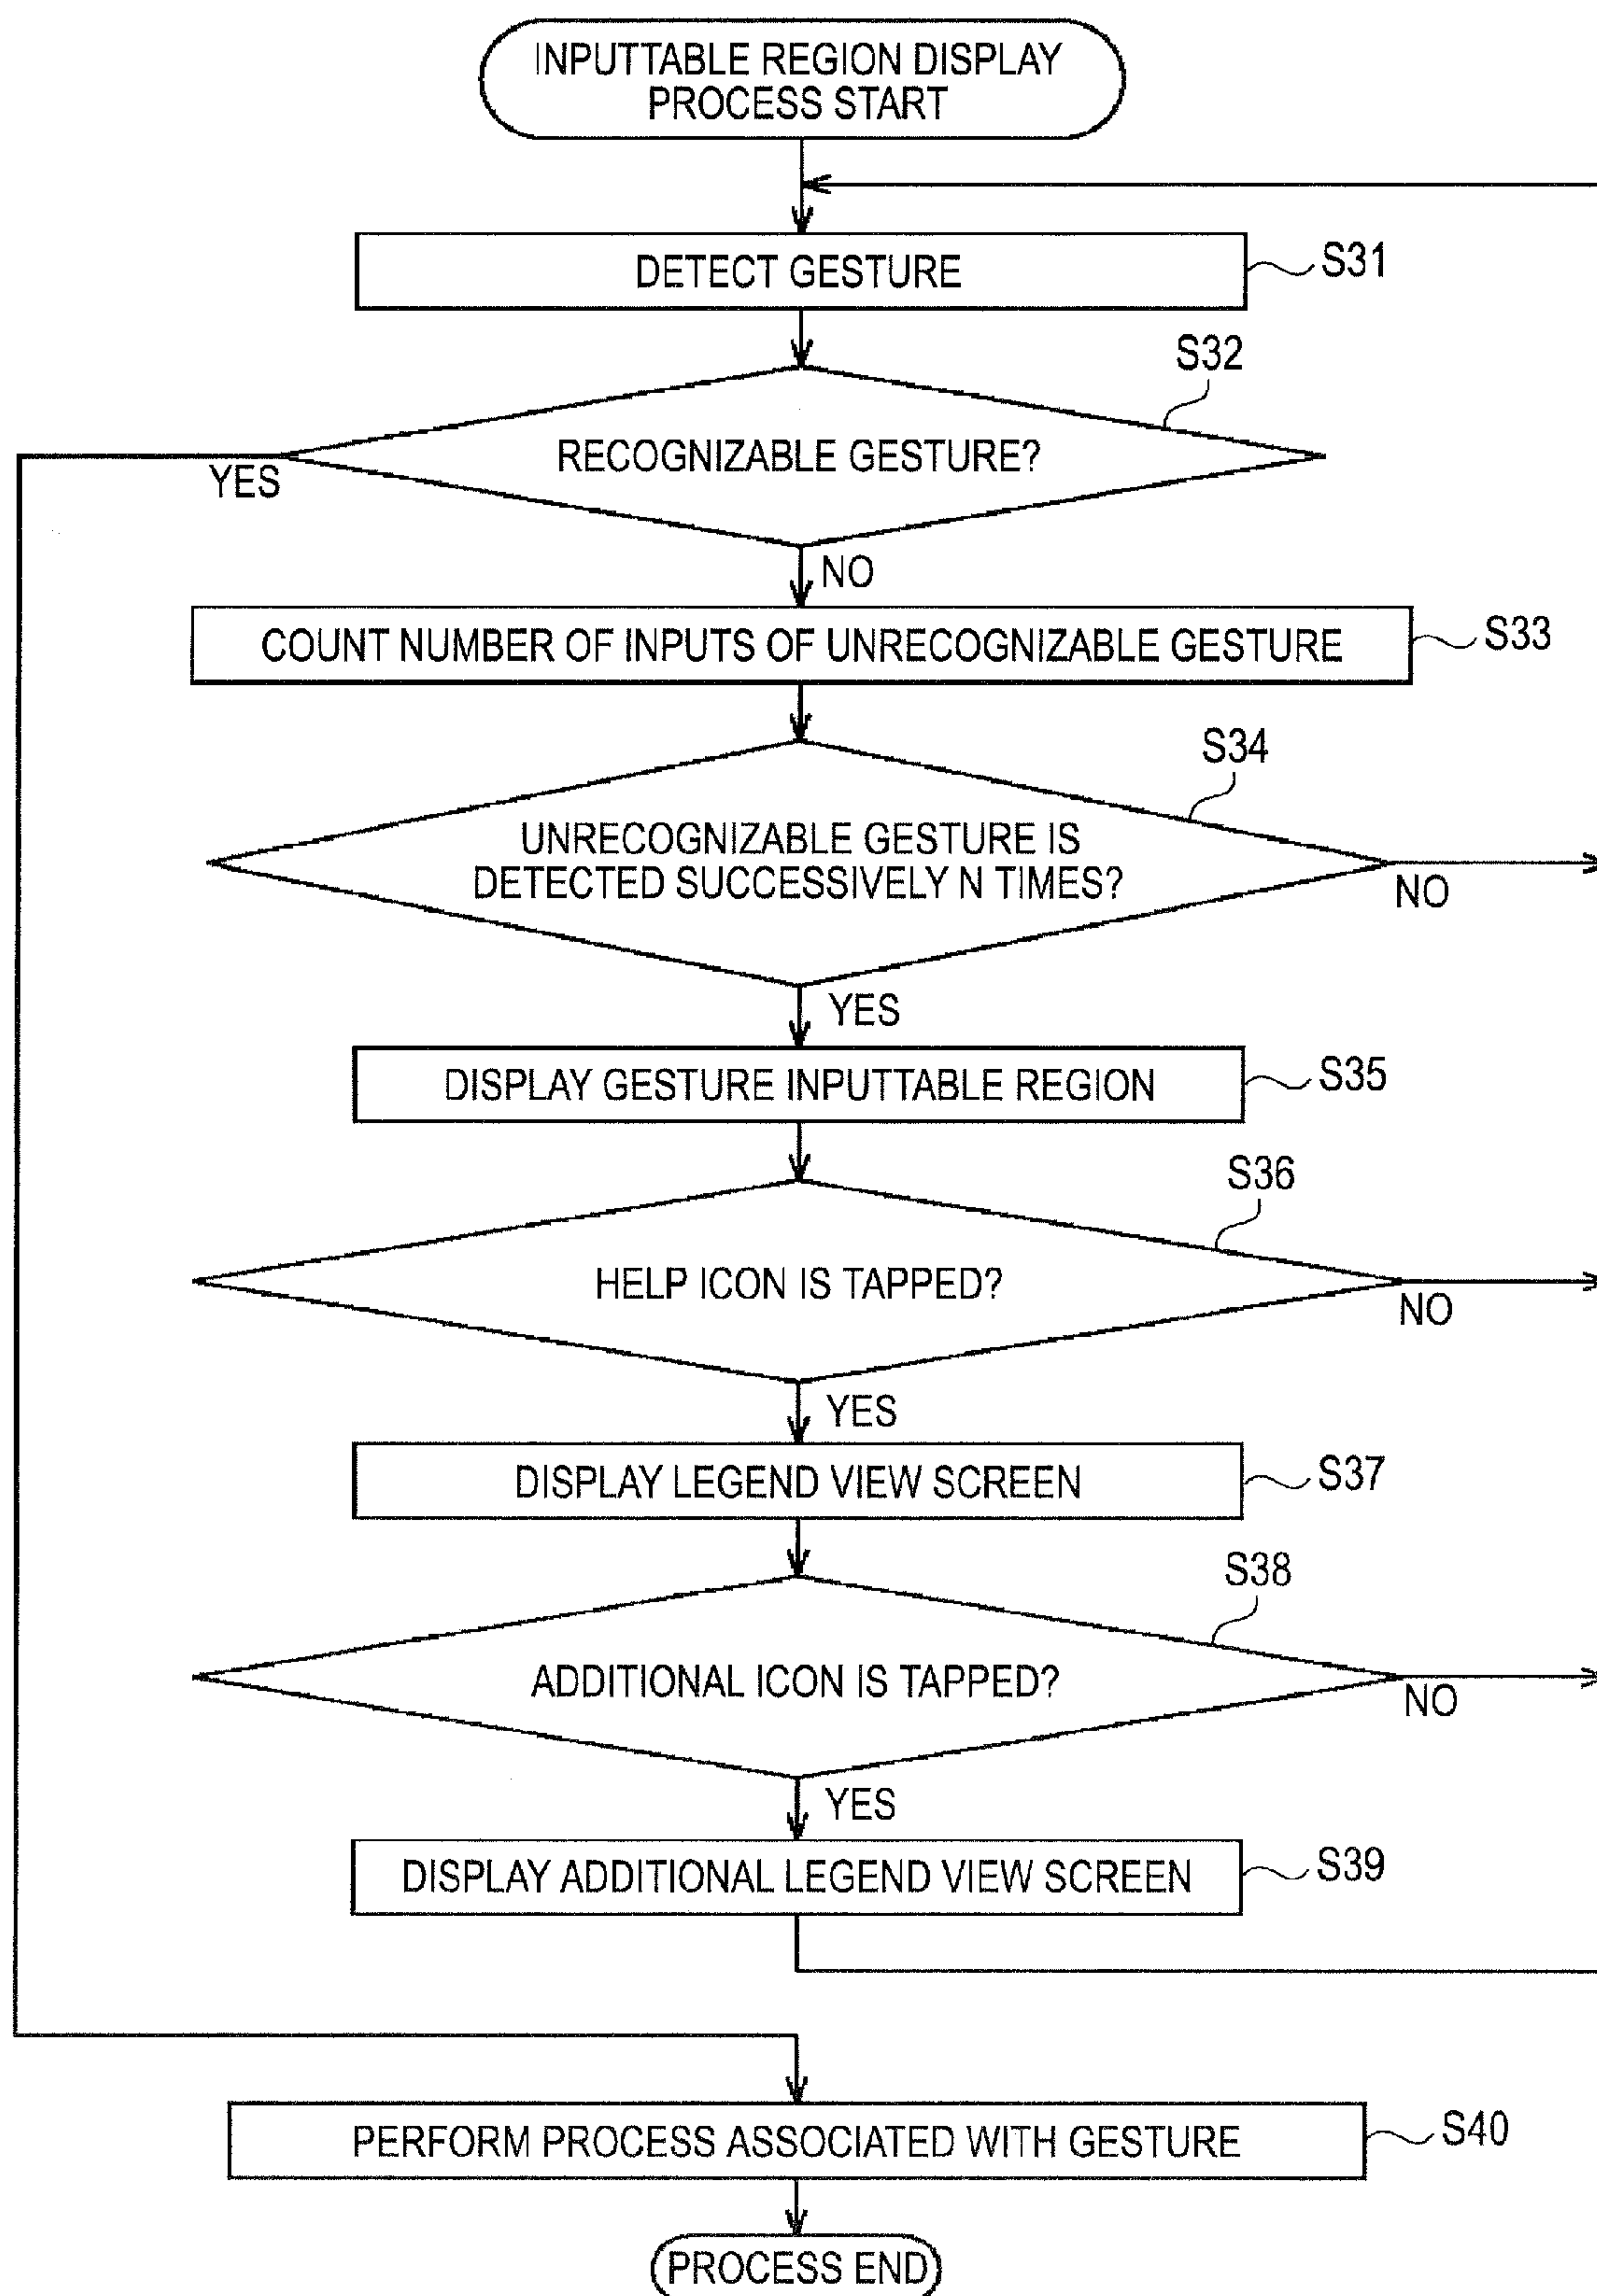 INPUTTABLE REGION DISPLAY
PROCESS START
DETECT GESTURE
S31
S32
RECOGNIZABLE GESTURE?
YES
NO
COUNT NUMBER OF INPUTS OF UNRECOGNIZABLE GESTURE
S33
S34
UNRECOGNIZABLE GESTURE IS
DETECTED SUCCESSIVELY N TIMES?
NO
YES
DISPLAY GESTURE INPUTTABLE REGION
S35
S36
HELP ICON IS TAPPED?
NO
YES
DISPLAY LEGEND VIEW SCREEN
S37
S38
ADDITIONAL ICON IS TAPPED?
NO
YES
DISPLAY ADDITIONAL LEGEND VIEW SCREEN
S39
PERFORM PROCESS ASSOCIATED WITH GESTURE
S40
PROCESS END